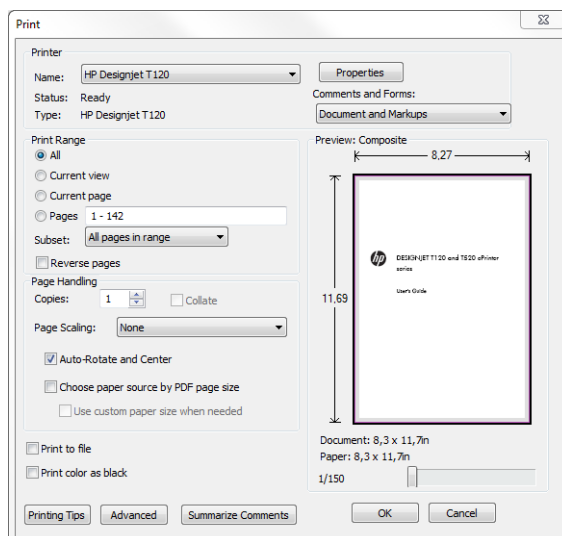 Print
Printer
Name: HP Designjet T120 Properties
Status: Ready Comments and Forms:
Type: HP Designjet T120 Document and Markups
Print Range
All
Current view
Current page
Pages 1 - 142
Subset: All pages in range
Reverse pages
Page Handling
Copies: 1 Collate
Page Scaling: None
Auto-Rotate and Center
Choose paper source by PDF page size
Use custom paper size when needed
Print to file
Print color as black
Preview: Composite
8,27
11,69
hp DESIGNJET T120 and T520 ePrinter
series
User's Guide
Document: 8,3 x 11,7in
Paper: 8,3 x 11,7in
1/150
Printing Tips Advanced Summarize Comments OK Cancel